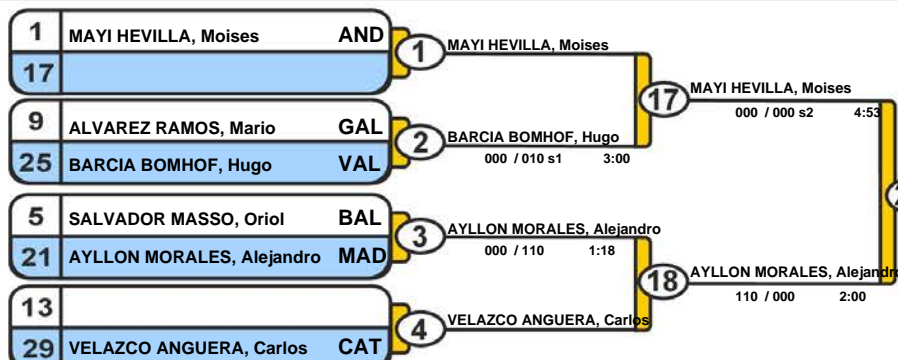 1 MAYI HEVILLA, Moises AND
17
1
MAYI HEVILLA, Moises
9 ALVAREZ RAMOS, Mario GAL
25 BARCIA BOMHOF, Hugo VAL
2
BARCIA BOMHOF, Hugo
000 / 010 s1 3:00
17
MAYI HEVILLA, Moises
000 / 000 s2 4:53
5 SALVADOR MASSO, Oriol BAL
21 AYLLON MORALES, Alejandro MAD
3
AYLLON MORALES, Alejandro
000 / 110 1:18
13
29 VELAZCO ANGUERA, Carlos CAT
4
VELAZCO ANGUERA, Carlos
18
AYLLON MORALES, Alejandro
110 / 000 2:00